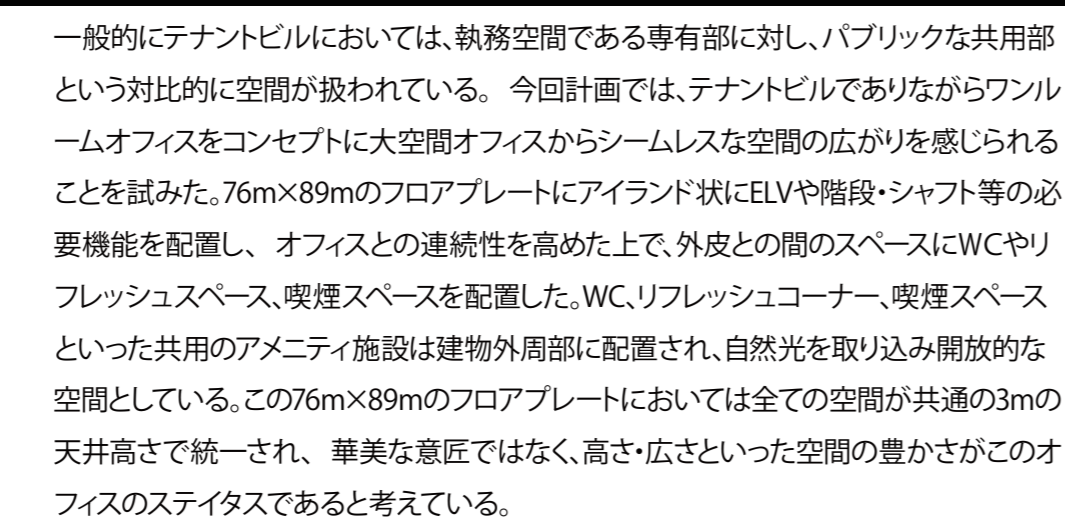 一般的にテナントビルにおいては、執務空間である専有部に対し、パブリックな共用部
という対比的に空間が扱われている。 今回計画では、テナントビルでありながらワンル
ームオフィスをコンセプトに大空間オフィスからシームレスな空間の広がりを感じられる
ことを試みた。76m×89mのフロアプレートにアイランド状にELVや階段・シャフト等の必
要機能を配置し、 オフィスとの連続性を高めた上で、外皮との間のスペースにWCやリ
フレッシュスペース、喫煙スペースを配置した。WC、リフレッシュコーナー、喫煙スペース
といった共用のアメニティ施設は建物外周部に配置され、自然光を取り込み開放的な
空間としている。この76m×89mのフロアプレートにおいては全ての空間が共通の3mの
天井高さで統一され、 華美な意匠ではなく、高さ・広さといった空間の豊かさがこのオ
フィスのステイタスであると考えている。